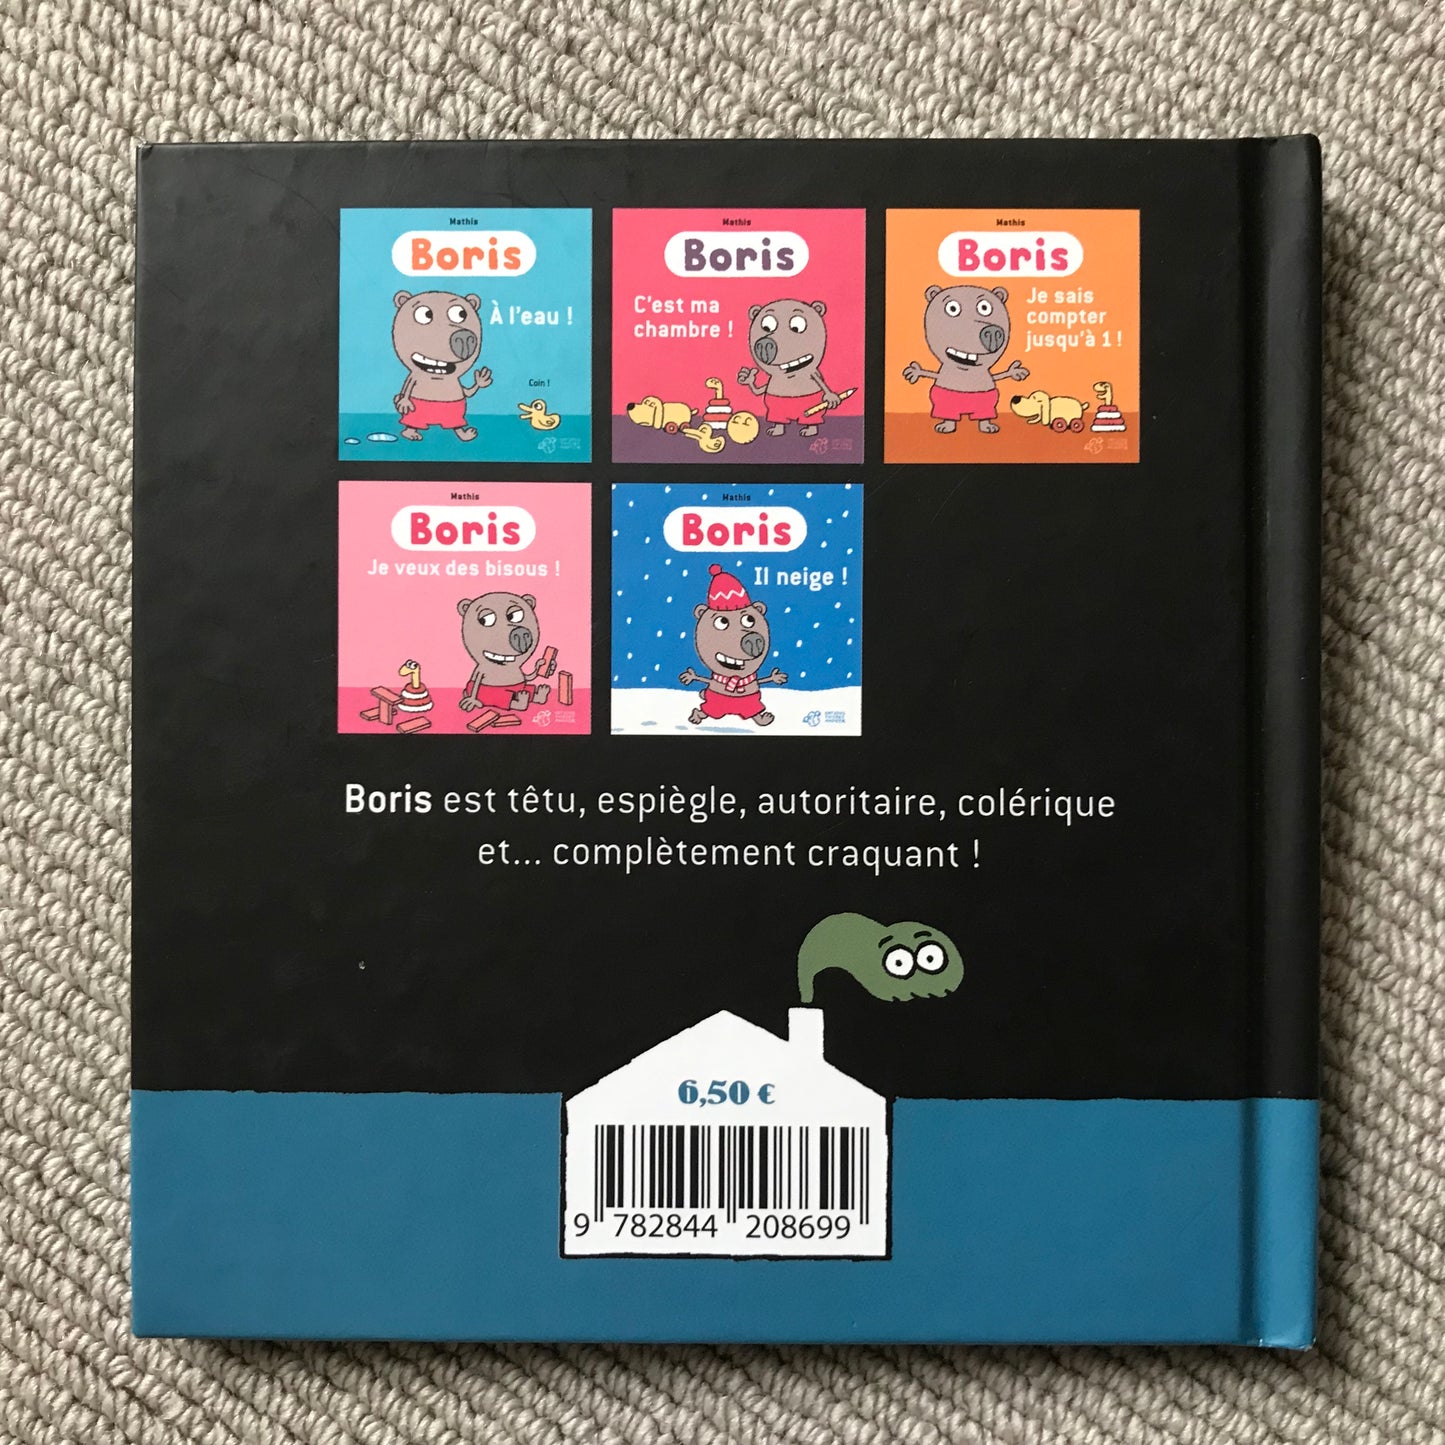 Mathis
Boris
À l'eau !
Coin !
Mathis
Boris
C'est ma
chambre !
Mathis
Boris
Je sais
compter
jusqu'à 1 !
Mathis
Boris
Je veux des bisous !
Mathis
Boris
Il neige !
Boris est têtu, espiègle, autoritaire, colérique
et... complètement craquant !
6,50 €
9 782844 208699